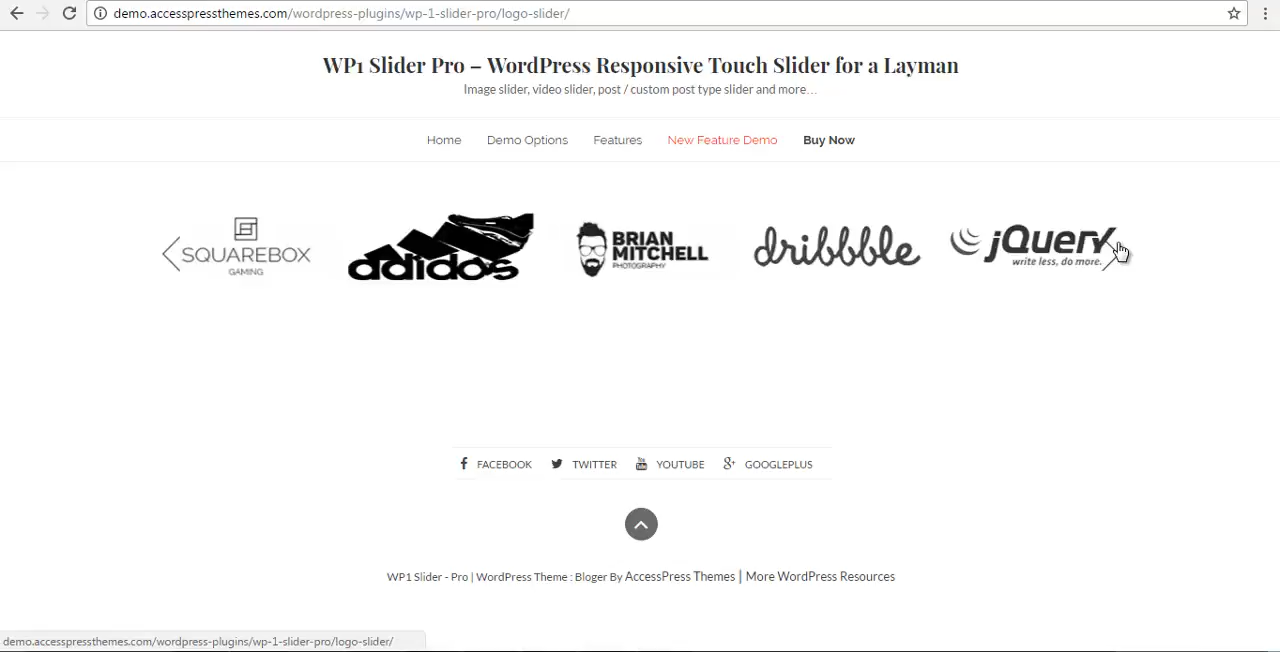 demo.accesspressthemes.com/wordpress-plugins/wp-1-slider-pro/logo-slider/
WP1 Slider Pro – WordPress Responsive Touch Slider for a Layman
Image slider, video slider, post / custom post type slider and more...
Home Demo Options Features New Feature Demo Buy Now
SQUAREBOX
GAMING
adidos
BRIAN
MITCHELL
PHOTOGRAPHY
dribbble
jQuery
write less, do more.
FACEBOOK TWITTER YOUTUBE GOOGLEPLUS
WP1 Slider - Pro | WordPress Theme : Bloger By AccessPress Themes | More WordPress Resources
demo.accesspressthemes.com/wordpress-plugins/wp-1-slider-pro/logo-slider/